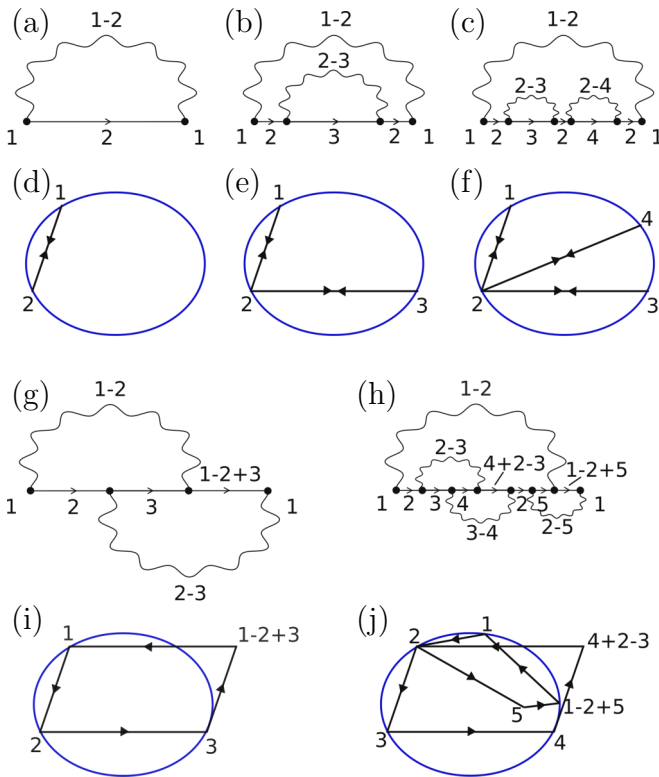 (a) (b) (c)
1-2 1-2 1-2
2-3 2-3 2-4
1 2 1 1 2 3 2 1 1 2 3 2 4 2 1
(d) (e) (f)
1 1 1 4
2 2 3 2 3
(g) (h)
1-2 1-2
2-3 4+2-3
1-2+3 1-2+5
1 2 3 1 1 2 3 4 2 5 1
3-4 2-5
2-3
(i) (j)
1 1-2+3 2 1 4+2-3
5 1-2+5
2 3 3 4